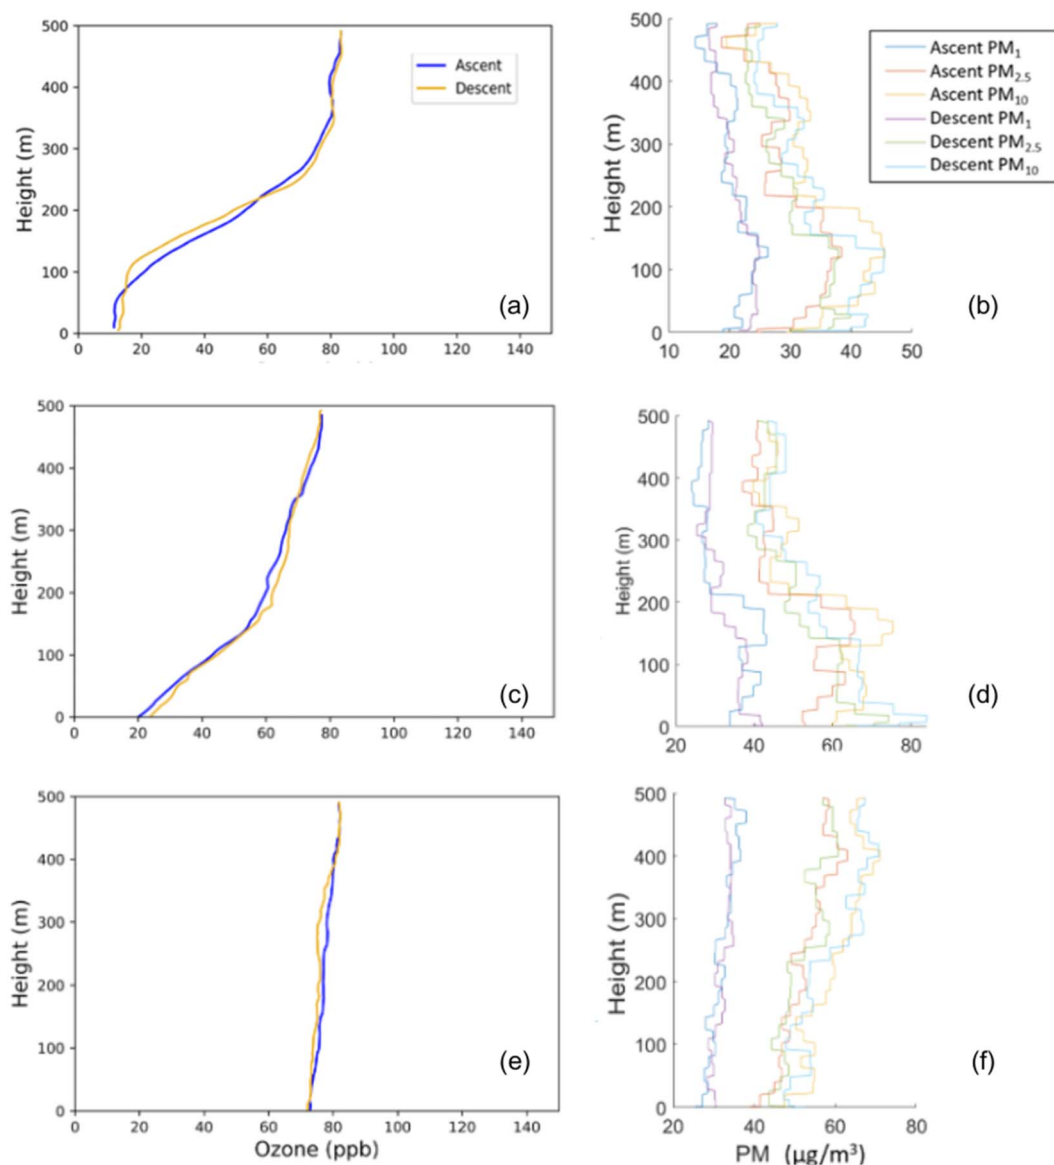 500
400
300
200
100
0
Height (m)
Ascent
Descent
(a)
0 20 40 60 80 100 120 140
500
400
300
200
100
0
Height (m)
Ascent PM₁
Ascent PM₂.₅
Ascent PM₁₀
Descent PM₁
Descent PM₂.₅
Descent PM₁₀
(b)
10 20 30 40 50
500
400
300
200
100
0
Height (m)
(c)
0 20 40 60 80 100 120 140
500
400
300
200
100
0
Height (m)
(d)
20 40 60 80
500
400
300
200
100
0
Height (m)
(e)
0 20 40 60 80 100 120 140
Ozone (ppb)
500
400
300
200
100
0
Height (m)
(f)
20 40 60 80
PM (µg/m³)